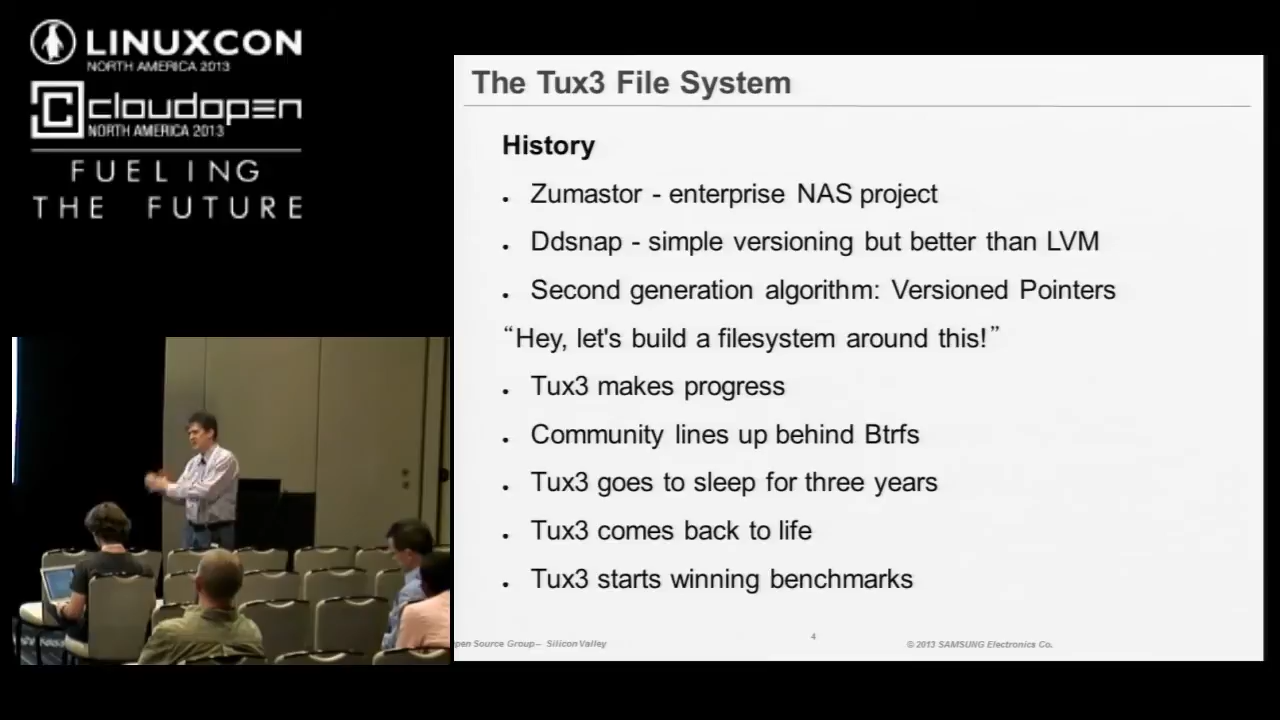 LINUXCON
NORTH AMERICA 2013
cloudopen
NORTH AMERICA 2013
FUELING
THE FUTURE
The Tux3 File System
History
. Zumastor - enterprise NAS project
. Ddsnap - simple versioning but better than LVM
. Second generation algorithm: Versioned Pointers
“Hey, let's build a filesystem around this!”
. Tux3 makes progress
. Community lines up behind Btrfs
. Tux3 goes to sleep for three years
. Tux3 comes back to life
. Tux3 starts winning benchmarks
pen Source Group– Silicon Valley
4
© 2013 SAMSUNG Electronics Co.